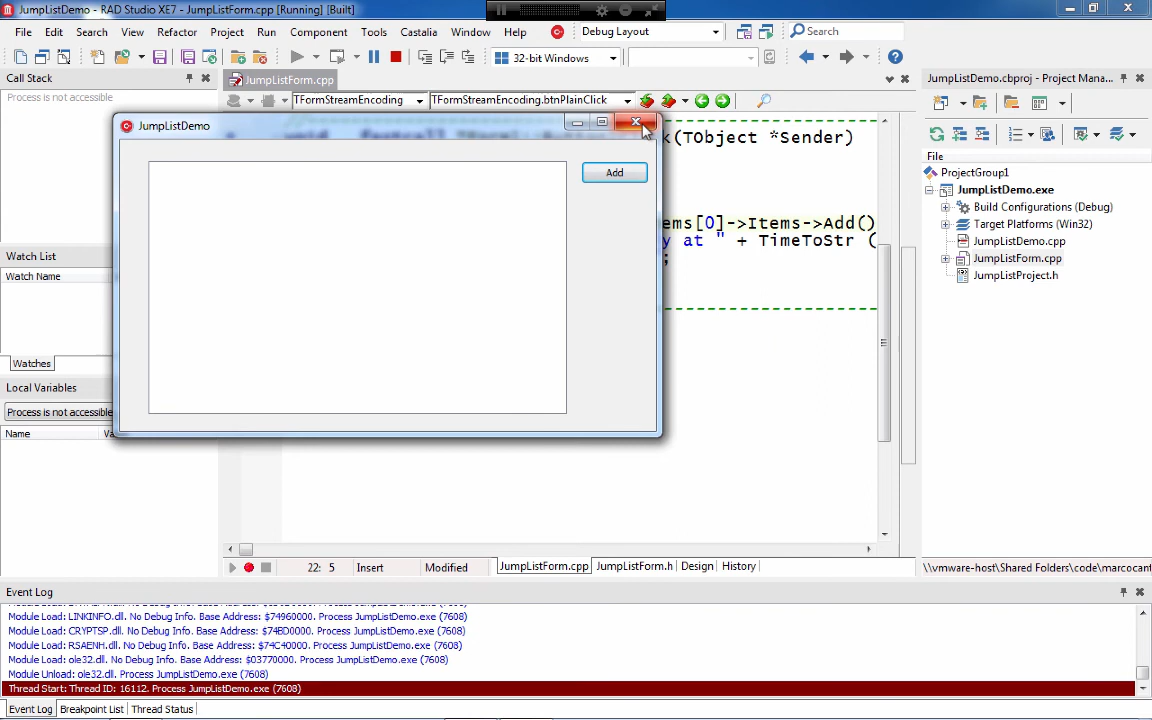 JumpListDemo - RAD Studio XE7 - JumpListForm.cpp [Running] [Built]
File Edit Search View Refactor Project Run Component Tools Castalia Window Help Debug Layout Search
32-bit Windows
Call Stack JumpListForm.cpp JumpListDemo.cbproj - Project Mana...
Process is not accessible TFormStreamEncoding TFormStreamEncoding.btnPlainClick
JumpListDemo
k(TObject *Sender)
File
Add
ProjectGroup1
JumpListDemo.exe
Build Configurations (Debug)
ems[0]->Items->Add()
Target Platforms (Win32)
y at " + TimeToStr (
JumpListDemo.cpp
;
JumpListForm.cpp
Watch List
JumpListProject.h
Watch Name
Watches
Local Variables
Process is not accessible
Name Va
22: 5 Insert Modified JumpListForm.cpp JumpListForm.h Design History \\vmware-host\Shared Folders\code\marcocant
Event Log
Module Load: LINKINFO.dll. No Debug Info. Base Address: $74960000. Process JumpListDemo.exe (7608)
Module Load: CRYPTSP.dll. No Debug Info. Base Address: $74BD0000. Process JumpListDemo.exe (7608)
Module Load: RSAENH.dll. No Debug Info. Base Address: $74C40000. Process JumpListDemo.exe (7608)
Module Load: ole32.dll. No Debug Info. Base Address: $03770000. Process JumpListDemo.exe (7608)
Module Unload: ole32.dll. Process JumpListDemo.exe (7608)
Thread Start: Thread ID: 16112. Process JumpListDemo.exe (7608)
Event Log Breakpoint List Thread Status